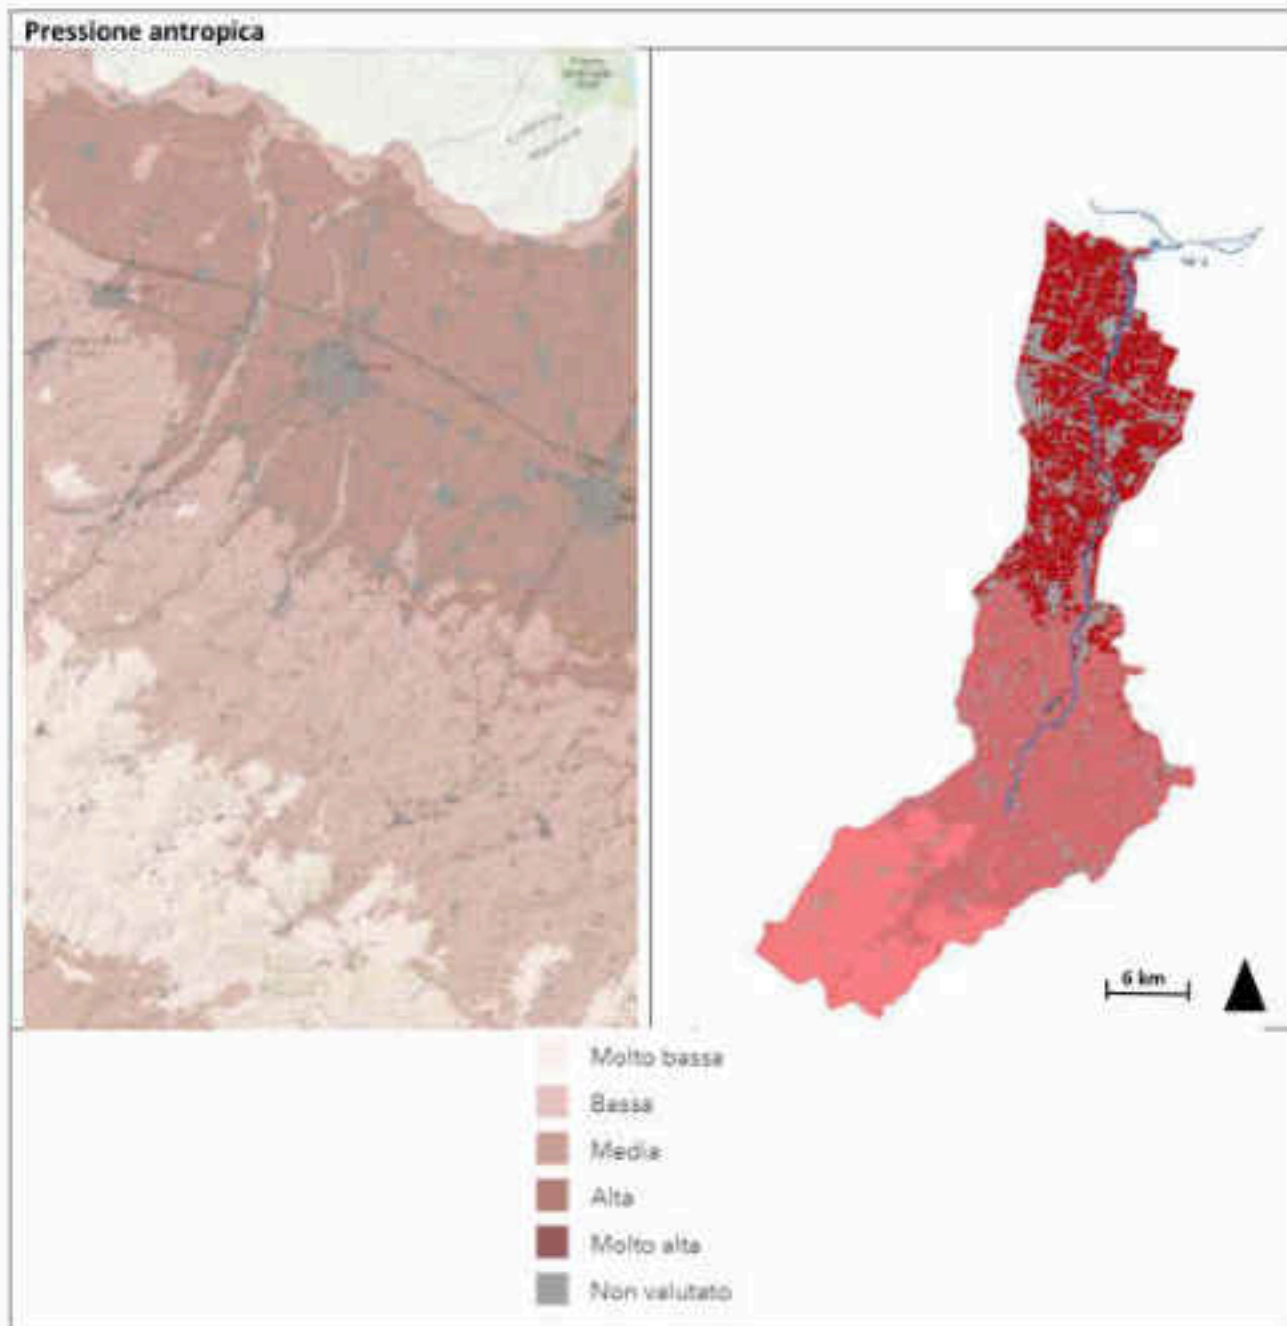 Pressione antropica
6 km
Molto bassa
Bassa
Media
Alta
Molto alta
Non valutato